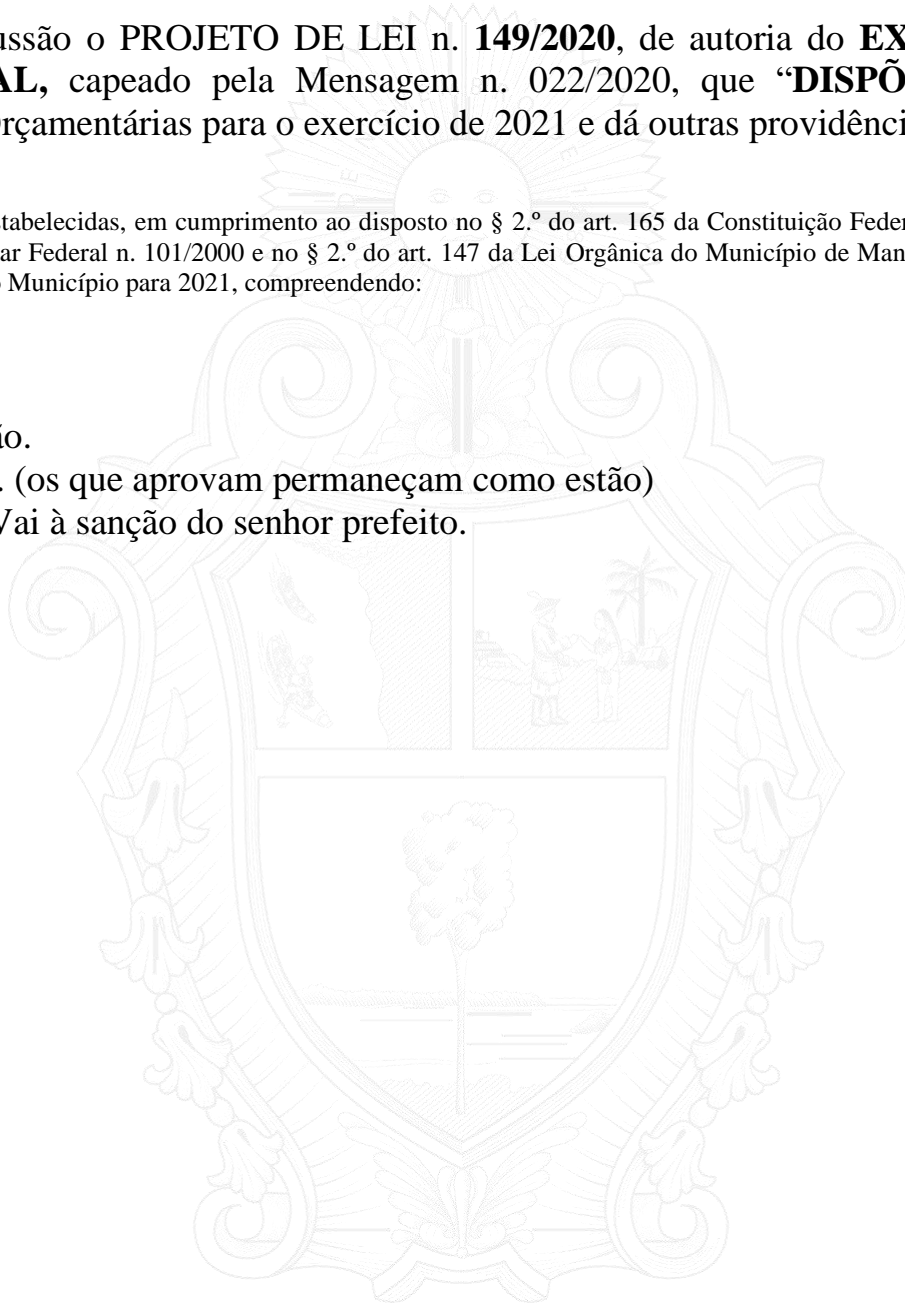 ussão o PROJETO DE LEI n. 149/2020, de autoria do EX
AL, capeado pela Mensagem n. 022/2020, que “DISPÕ
Orçamentárias para o exercício de 2021 e dá outras providênci
stabelecidas, em cumprimento ao disposto no § 2.º do art. 165 da Constituição Feder
ar Federal n. 101/2000 e no § 2.º do art. 147 da Lei Orgânica do Município de Man
o Município para 2021, compreendendo:
ão.
. (os que aprovam permaneçam como estão)
Vai à sanção do senhor prefeito.